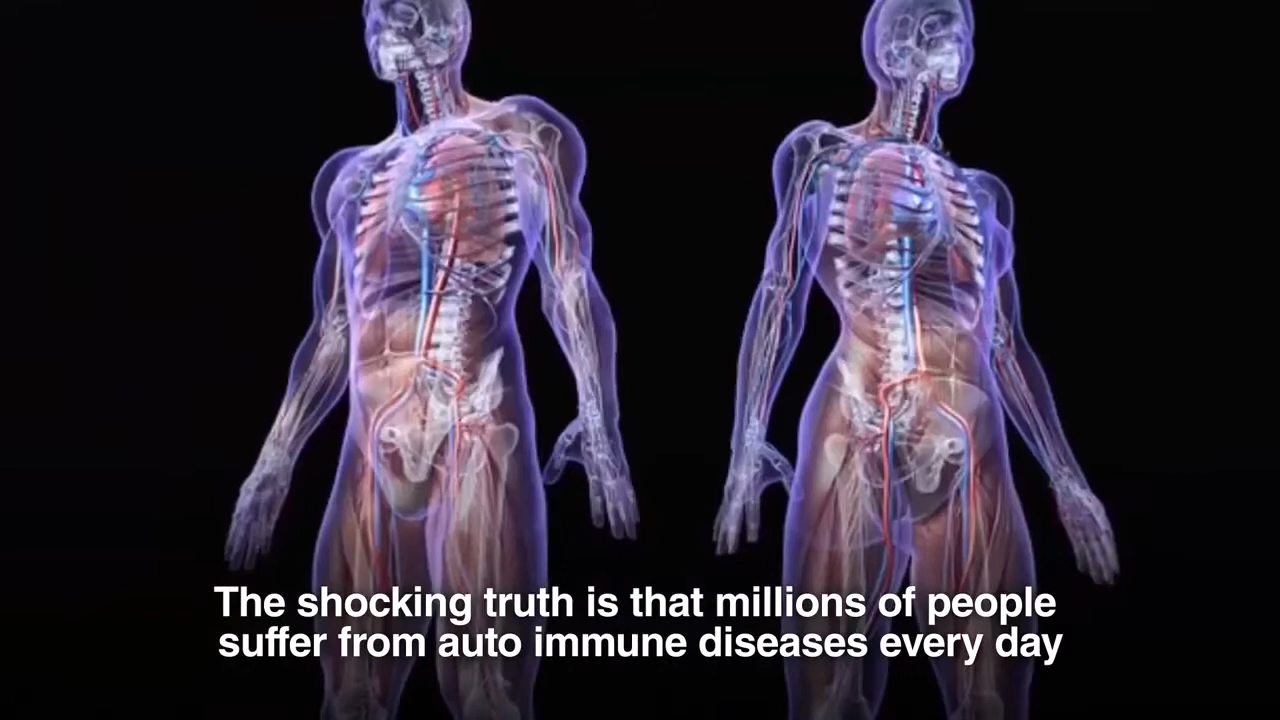 The shocking truth is that millions of people
suffer from auto immune diseases every day